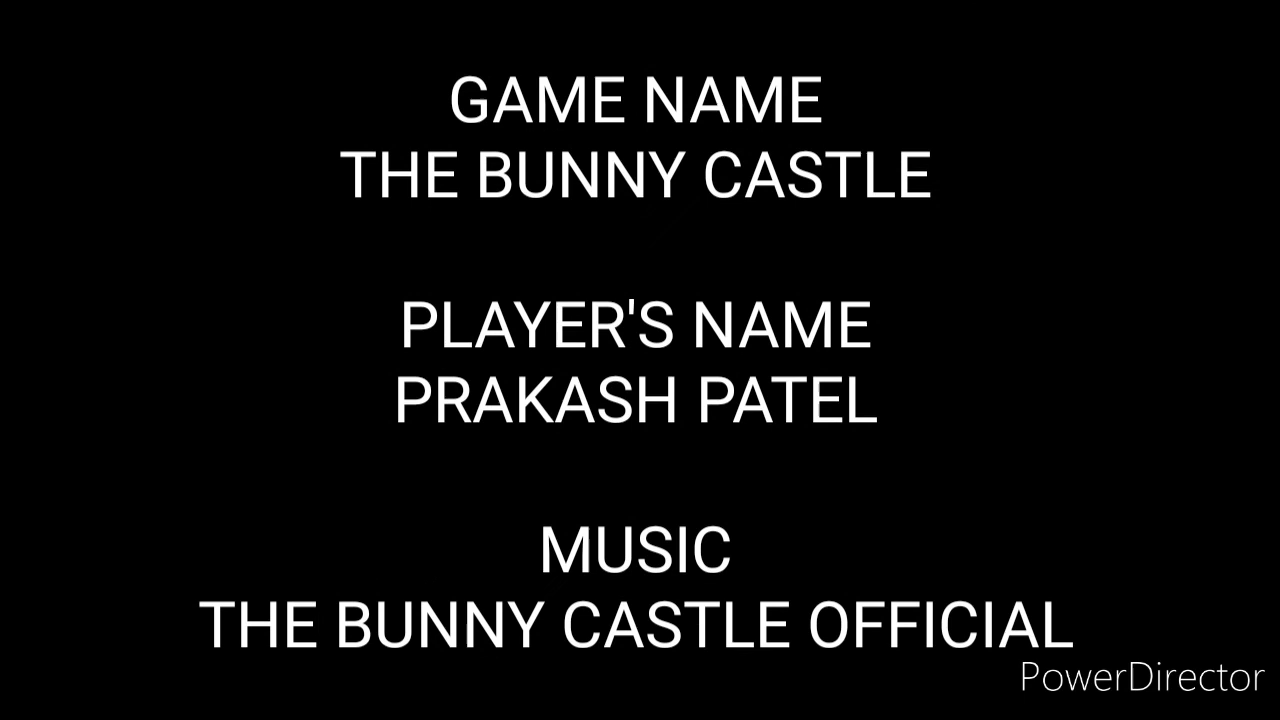 GAME NAME
THE BUNNY CASTLE
PLAYER'S NAME
PRAKASH PATEL
MUSIC
THE BUNNY CASTLE OFFICIAL
PowerDirector